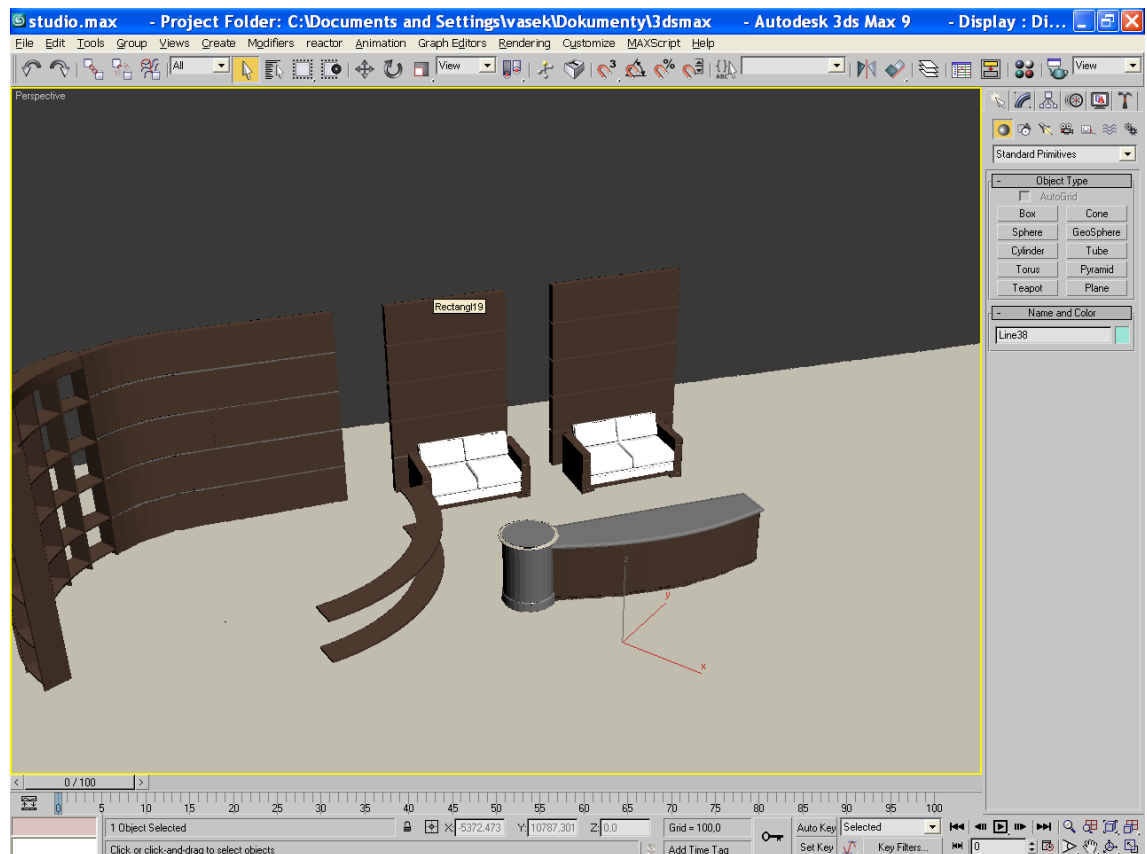 studio.max - Project Folder: C:\Documents and Settings\vasek\Dokumenty\3dsmax - Autodesk 3ds Max 9 - Display : Di...
File Edit Tools Group Views Create Modifiers reactor Animation Graph Editors Rendering Customize MAXScript Help
All View 3 ABC View
Perspective
Standard Primitives
- Object Type
AutoGrid
Box Cone
Sphere GeoSphere
Cylinder Tube
Torus Pyramid
Teapot Plane
- Name and Color
Line38
Rectangl19
z
y
x
< 0 / 100 >
0 5 10 15 20 25 30 35 40 45 50 55 60 65 70 75 80 85 90 95 100
1 Object Selected X: -5372,473 Y: 10787,301 Z: 0,0 Grid = 100,0 Auto Key Selected
Click or click-and-drag to select objects Add Time Tag Set Key Key Filters... 0